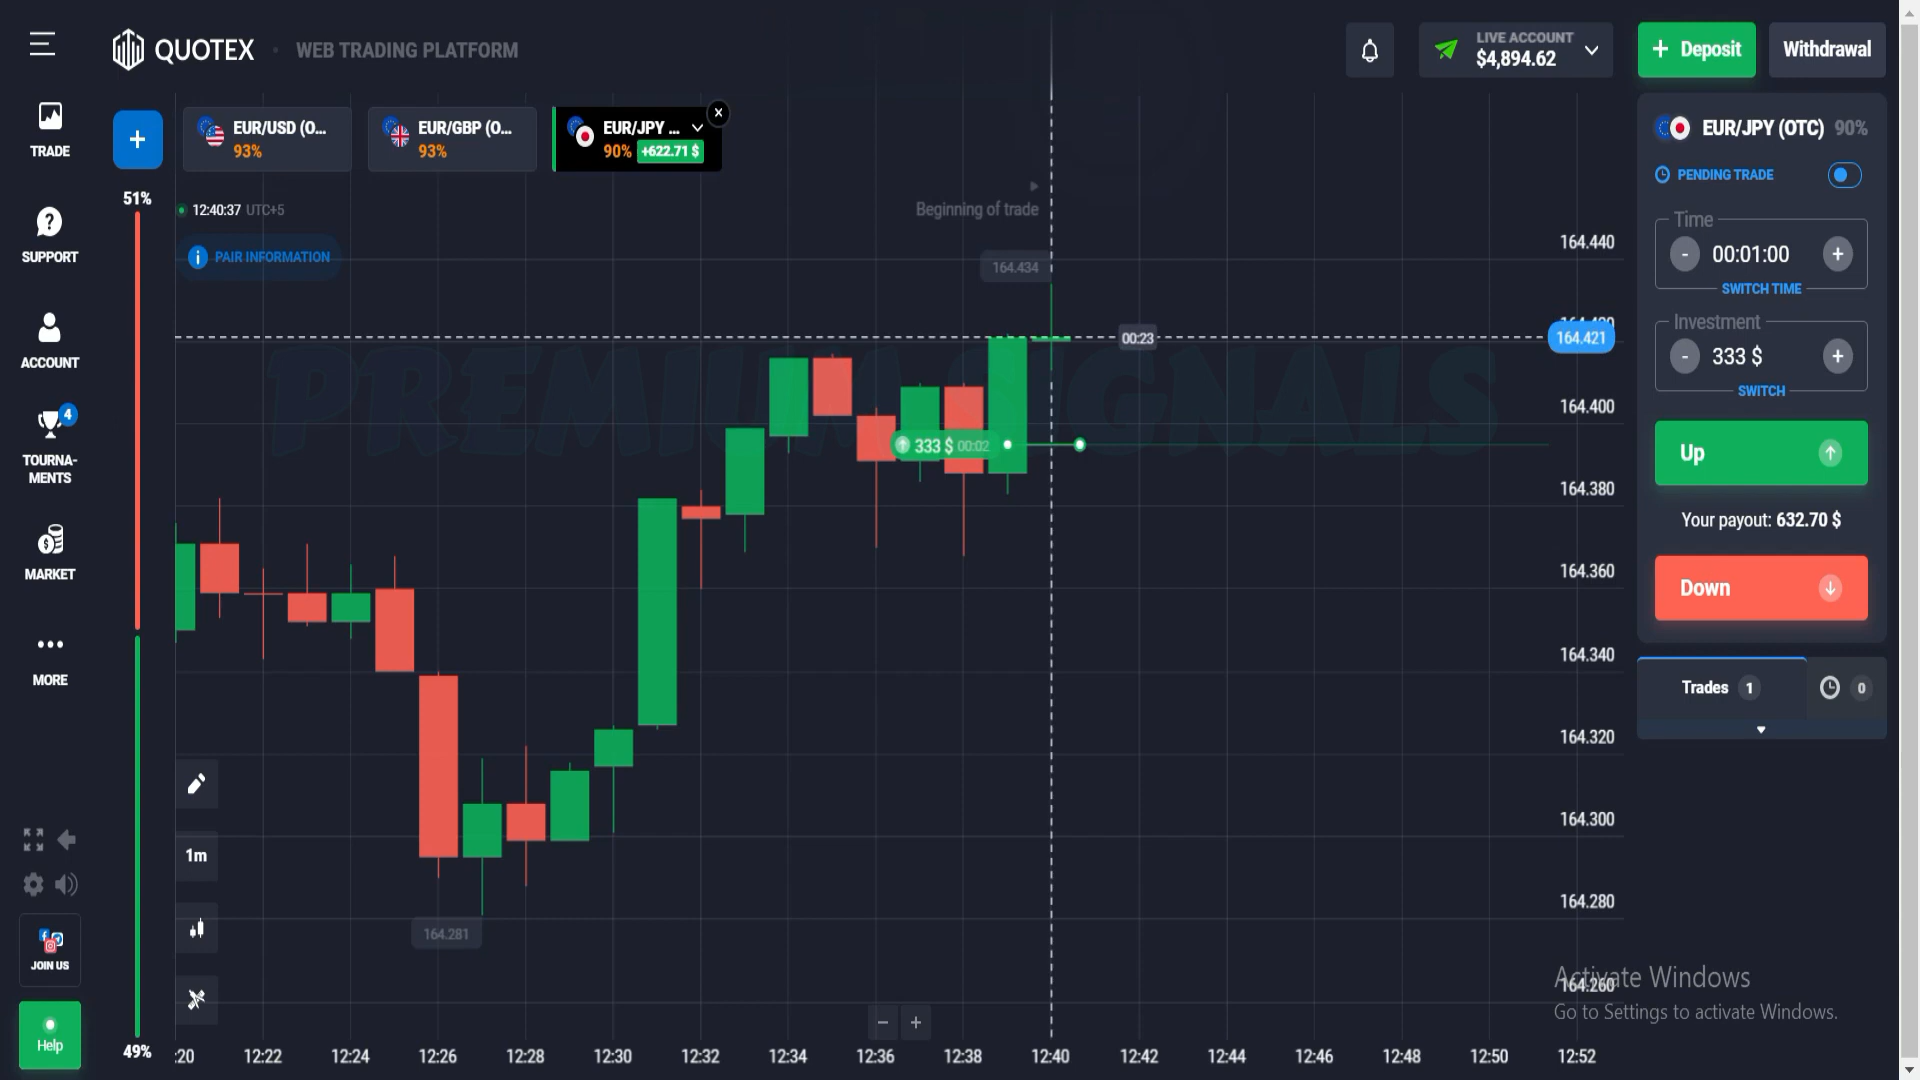 QUOTEX
WEB TRADING PLATFORM
LIVE ACCOUNT
$4,894.62
+ Deposit
Withdrawal
TRADE
SUPPORT
ACCOUNT
4
TOURNA-
MENTS
MARKET
MORE
JOIN US
Help
+
51%
49%
EUR/USD (O...
93%
EUR/GBP (O...
93%
EUR/JPY ...
90% +622.71 $
12:40:37 UTC+5
PAIR INFORMATION
Beginning of trade
164.434
00:23
PREMIUM SIGNALS
333 $ 00:02
164.281
1m
164.440
164.421
164.400
164.380
164.360
164.340
164.320
164.300
164.280
164.260
:20
12:22
12:24
12:26
12:28
12:30
12:32
12:34
12:36
12:38
12:40
12:42
12:44
12:46
12:48
12:50
12:52
EUR/JPY (OTC) 90%
PENDING TRADE
Time
- 00:01:00 +
SWITCH TIME
Investment
- 333 $ +
SWITCH
Up
Your payout: 632.70 $
Down
Trades 1
0
Activate Windows
Go to Settings to activate Windows.